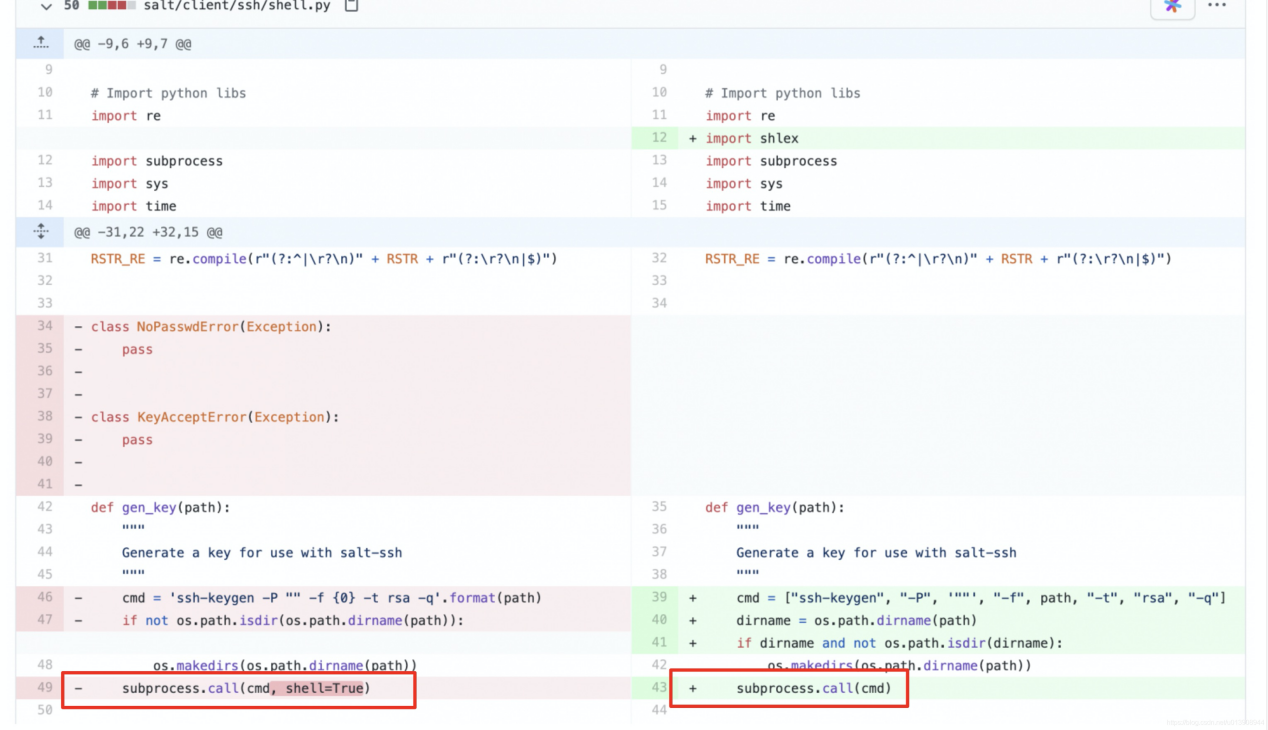 50 salt/client/ssh/shell.py
@@ -9,6 +9,7 @@
9
10 # Import python libs
11 import re
12 import subprocess
13 import sys
14 import time
@@ -31,22 +32,15 @@
31 RSTR_RE = re.compile(r"(?:^|\r?\n)" + RSTR + r"(?:\r?\n|$)")
32
33
34 - class NoPasswdError(Exception):
35 - pass
36 -
37 -
38 - class KeyAcceptError(Exception):
39 - pass
40 -
41 -
42 def gen_key(path):
43 """
44 Generate a key for use with salt-ssh
45 """
46 - cmd = 'ssh-keygen -P "" -f {0} -t rsa -q'.format(path)
47 - if not os.path.isdir(os.path.dirname(path)):
48 os.makedirs(os.path.dirname(path))
49 - subprocess.call(cmd, shell=True)
50
9
10 # Import python libs
11 import re
12 + import shlex
13 import subprocess
14 import sys
15 import time
32 RSTR_RE = re.compile(r"(?:^|\r?\n)" + RSTR + r"(?:\r?\n|$)")
33
34
35 def gen_key(path):
36 """
37 Generate a key for use with salt-ssh
38 """
39 + cmd = ["ssh-keygen", "-P", '""', "-f", path, "-t", "rsa", "-q"]
40 + dirname = os.path.dirname(path)
41 + if dirname and not os.path.isdir(dirname):
42 os.makedirs(os.path.dirname(path))
43 + subprocess.call(cmd)
44